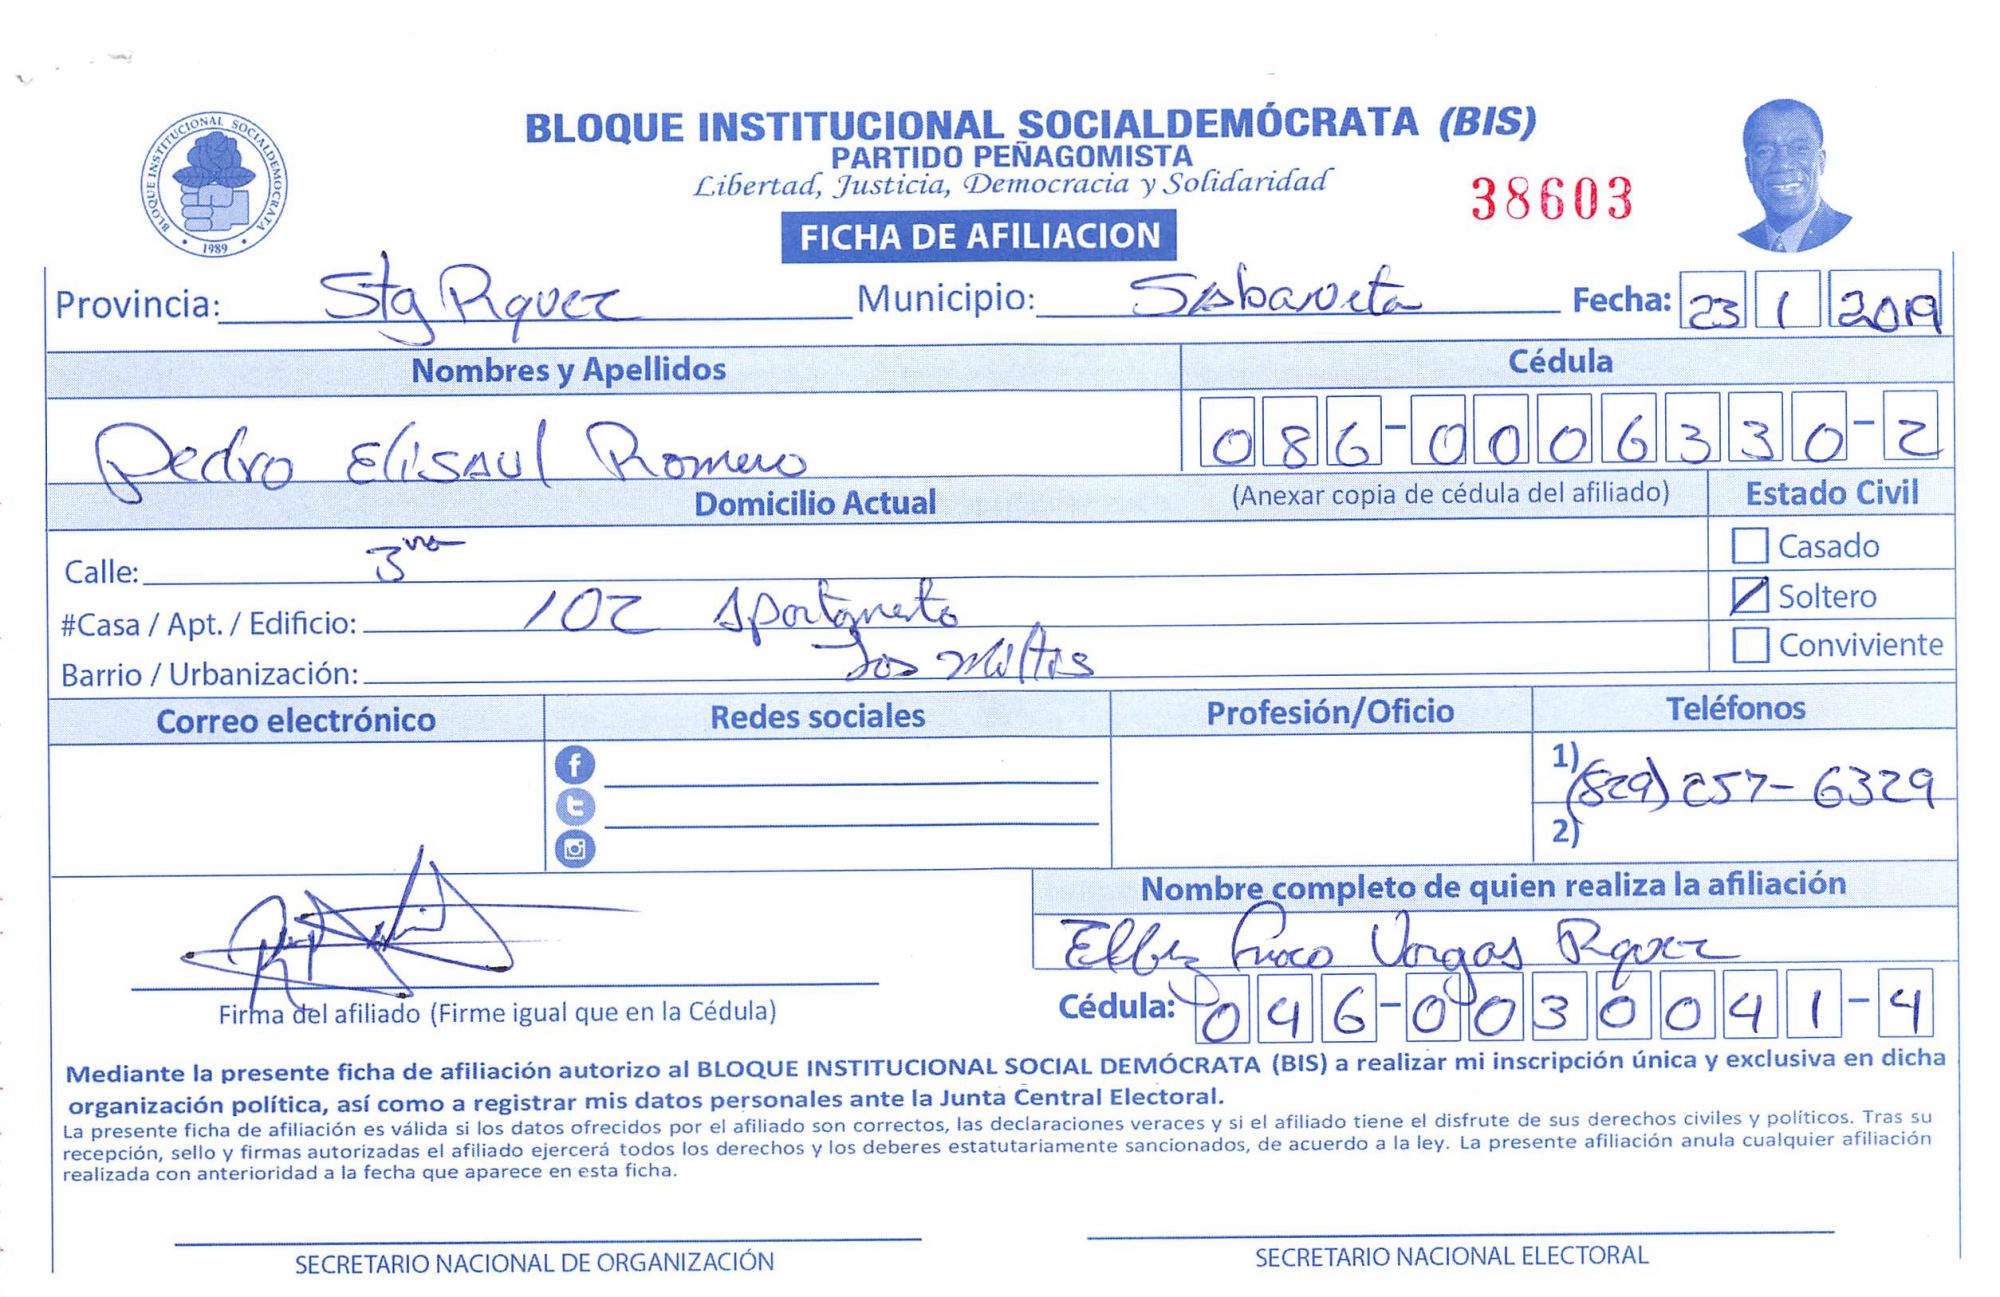 BLOQUE INSTITUCIONAL SOCIALDEMÓCRATA (BIS)
PARTIDO PEÑAGOMISTA
Libertad, Justicia, Democracia y Solidaridad
38603
BLOQUE INSTITUCIONAL SOCIALDEMOCRATA
1989
FICHA DE AFILIACION
Provincia: Stg Rguez Municipio: Sabaneta Fecha: 23 1 2019
Nombres y Apellidos Cédula
Pedro Elisaul Romero 086-0006330-2
Domicilio Actual (Anexar copia de cédula del afiliado) Estado Civil
Calle: 3ra Casado
#Casa / Apt. / Edificio: 102 Soltero
Barrio / Urbanización: Los Conviviente
Correo electrónico Redes sociales Profesión/Oficio Teléfonos
1) (829) 257-6329
2)
Nombre completo de quien realiza la afiliación
Vargas Rguez
Cédula: 046-0030041-4
Firma del afiliado (Firme igual que en la Cédula)
Mediante la presente ficha de afiliación autorizo al BLOQUE INSTITUCIONAL SOCIAL DEMÓCRATA (BIS) a realizar mi inscripción única y exclusiva en dicha
organización política, así como a registrar mis datos personales ante la Junta Central Electoral.
La presente ficha de afiliación es válida si los datos ofrecidos por el afiliado son correctos, las declaraciones veraces y si el afiliado tiene el disfrute de sus derechos civiles y políticos. Tras su
recepción, sello y firmas autorizadas el afiliado ejercerá todos los derechos y los deberes estatutariamente sancionados, de acuerdo a la ley. La presente afiliación anula cualquier afiliación
realizada con anterioridad a la fecha que aparece en esta ficha.
SECRETARIO NACIONAL DE ORGANIZACIÓN SECRETARIO NACIONAL ELECTORAL